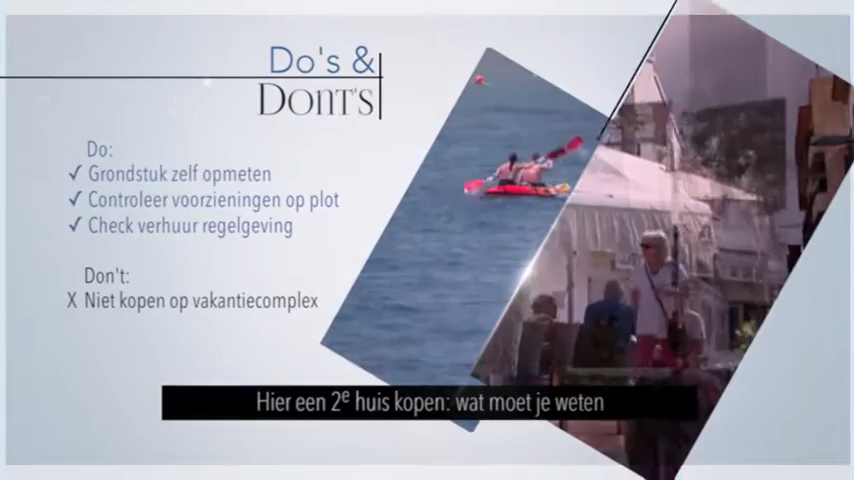 Do's &
DONT'S
Do:
✓ Grondstuk zelf opmeten
✓ Controleer voorzieningen op plot
✓ Check verhuur regelgeving
Don't:
X Niet kopen op vakantiecomplex
Hier een 2e huis kopen: wat moet je weten